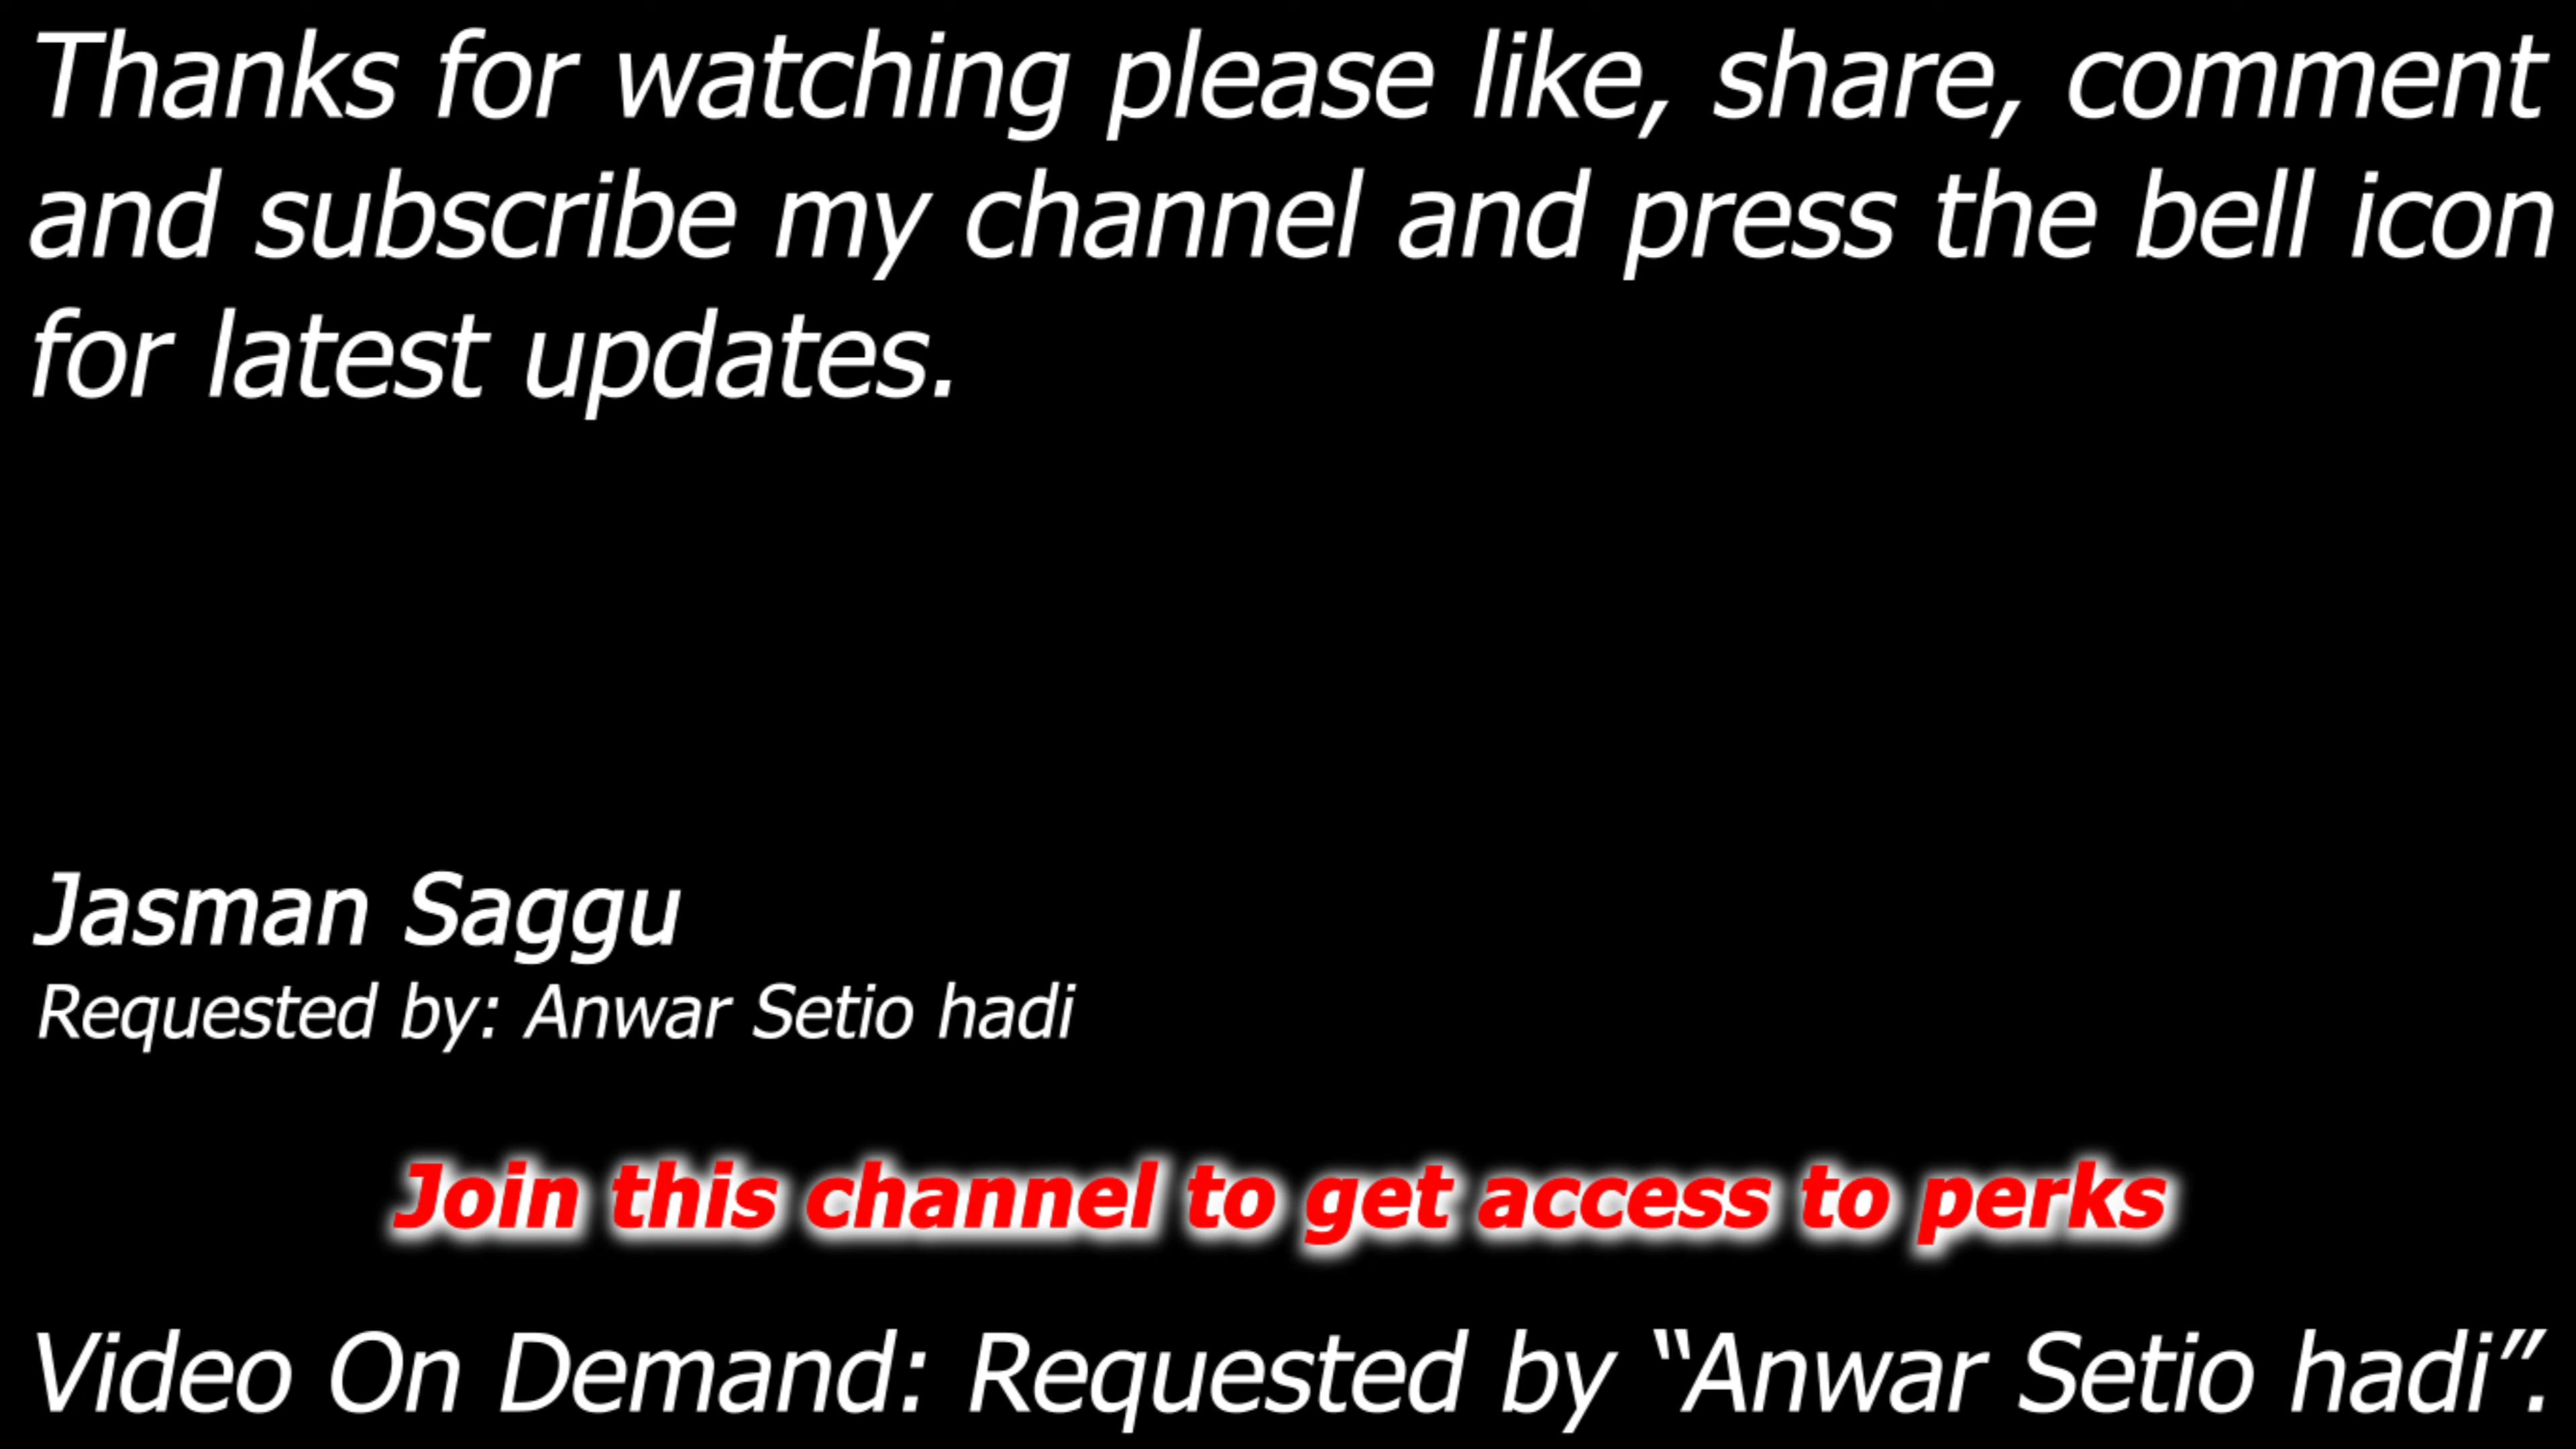 Thanks for watching please like, share, comment
and subscribe my channel and press the bell icon
for latest updates.
Jasman Saggu
Requested by: Anwar Setio hadi
Join this channel to get access to perks
Video On Demand: Requested by “Anwar Setio hadi”.